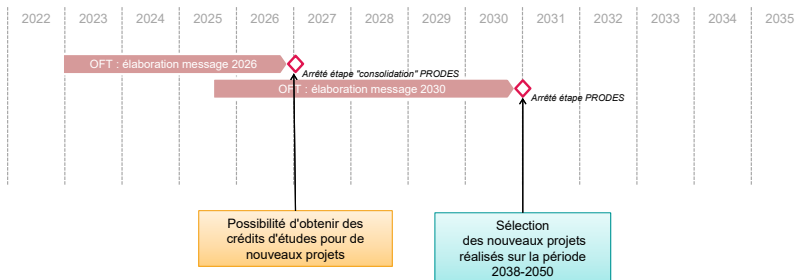 2022 2023 2024 2025 2026 2027 2028 2029 2030 2031 2032 2033 2034 2035
OFT : élaboration message 2026
Arrêté étape "consolidation" PRODES
OFT : élaboration message 2030
Arrêté étape PRODES
Possibilité d'obtenir des
crédits d'études pour de
nouveaux projets
Sélection
des nouveaux projets
réalisés sur la période
2038-2050